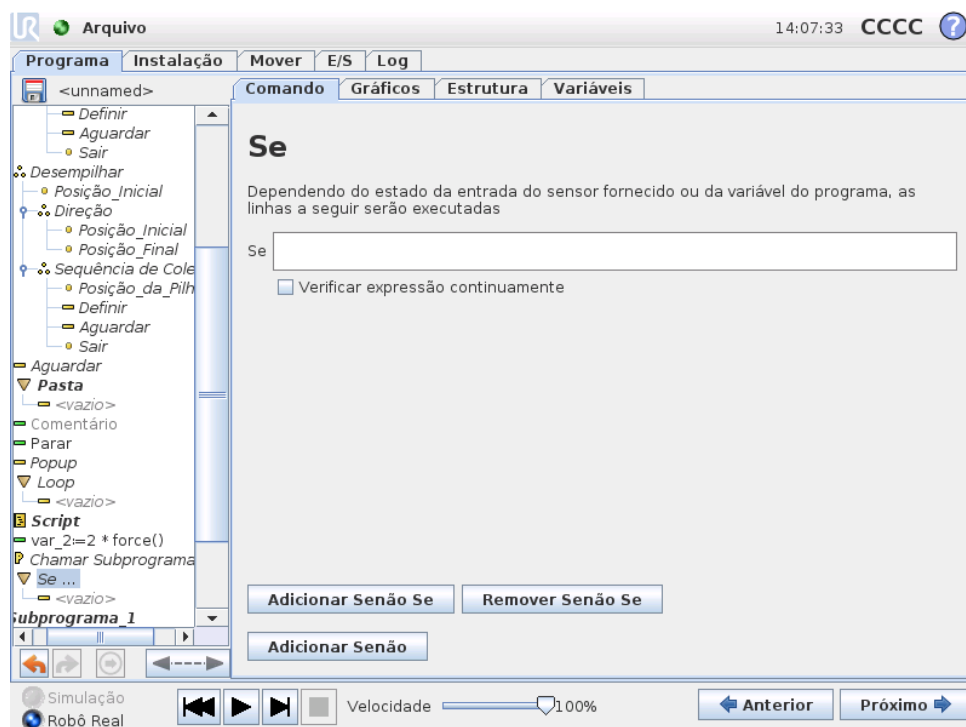 UR Arquivo 14:07:33 CCCC ?
Programa Instalação Mover E/S Log
<unnamed> Comando Gráficos Estrutura Variáveis
Definir
Aguardar
Sair
Desempilhar
Posição_Inicial
Direção
Posição_Inicial
Posição_Final
Sequência de Cole
Posição_da_Pilh
Definir
Aguardar
Sair
Aguardar
Pasta
<vazio>
Comentário
Parar
Popup
Loop
<vazio>
Script
var_2:=2 * force()
P Chamar Subprograma
Se ...
<vazio>
Subprograma_1
Se
Dependendo do estado da entrada do sensor fornecido ou da variável do programa, as
linhas a seguir serão executadas
Se
Verificar expressão continuamente
Adicionar Senão Se Remover Senão Se
Adicionar Senão
Simulação
Robô Real
Velocidade 100%
Anterior Próximo